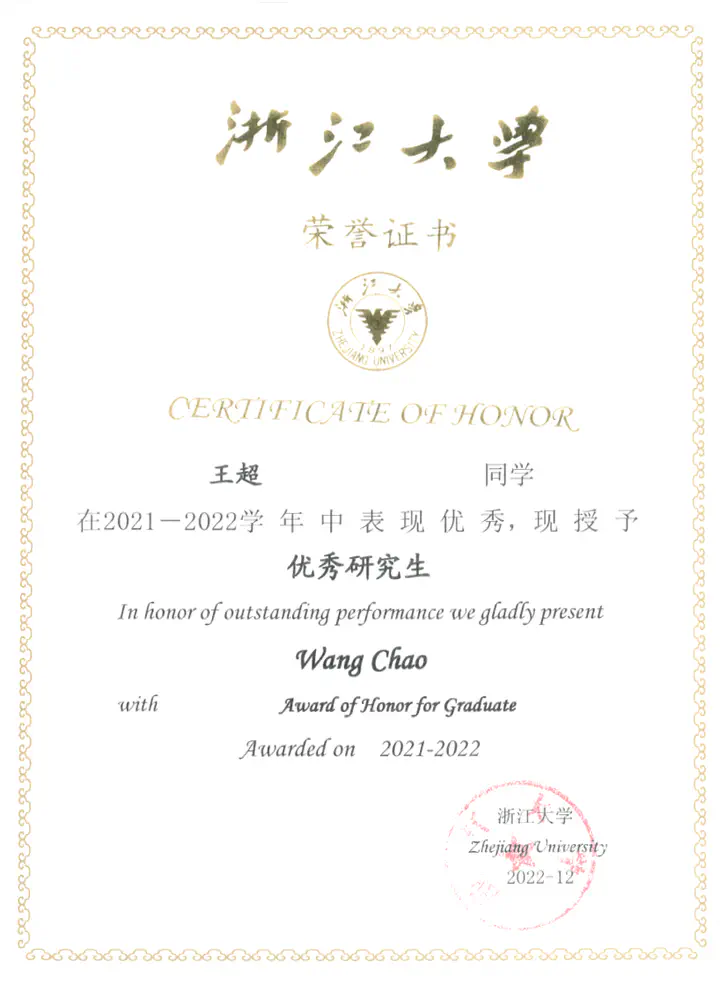 浙江大学
荣誉证书
浙江大学
1897
ZHEJIANG UNIVERSITY
CERTIFICATE OF HONOR
王超 同学
在2021－2022学年中表现优秀，现授予
优秀研究生
In honor of outstanding performance we gladly present
Wang Chao
with Award of Honor for Graduate
Awarded on 2021-2022
浙江大学
Zhejiang University
2022-12